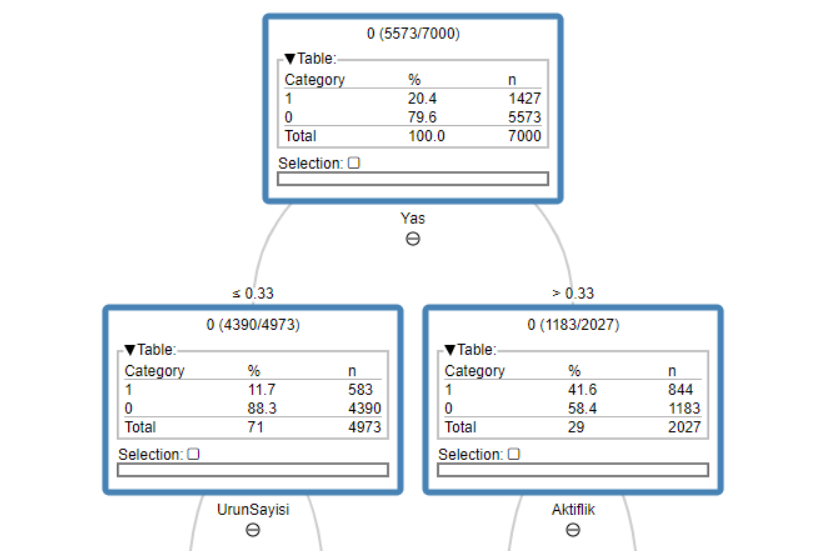 0 (5573/7000)
▼Table:
Category % n
1 20.4 1427
0 79.6 5573
Total 100.0 7000
Selection:
Yas
≤ 0.33
0 (4390/4973)
▼Table:
Category % n
1 11.7 583
0 88.3 4390
Total 71 4973
Selection:
UrunSayisi
> 0.33
0 (1183/2027)
▼Table:
Category % n
1 41.6 844
0 58.4 1183
Total 29 2027
Selection:
Aktiflik